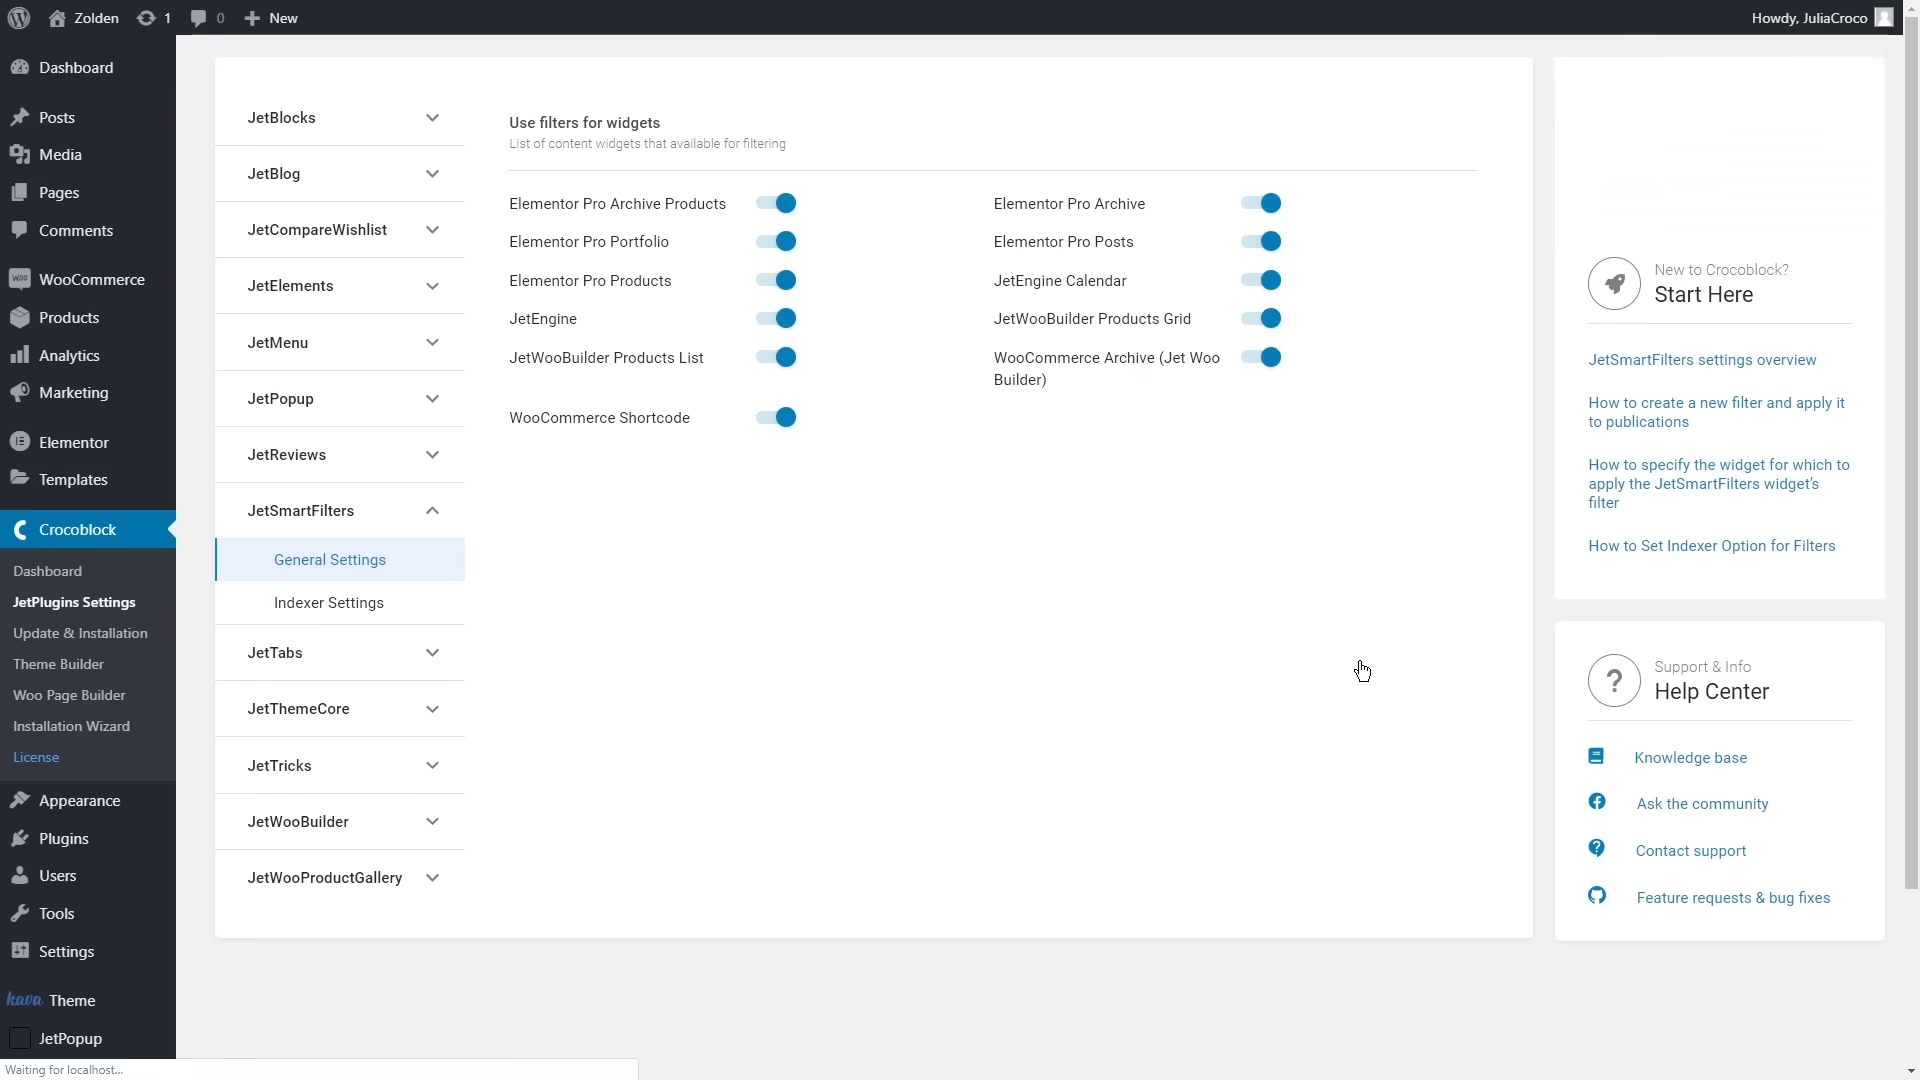 Zolden
1
0
New
Howdy, JuliaCroco
Dashboard
Posts
Media
Pages
Comments
WooCommerce
Products
Analytics
Marketing
Elementor
Templates
Crocoblock
Dashboard
JetPlugins Settings
Update & Installation
Theme Builder
Woo Page Builder
Installation Wizard
License
Appearance
Plugins
Users
Tools
Settings
kava Theme
JetPopup
Waiting for localhost...
JetBlocks
JetBlog
JetCompareWishlist
JetElements
JetMenu
JetPopup
JetReviews
JetSmartFilters
General Settings
Indexer Settings
JetTabs
JetThemeCore
JetTricks
JetWooBuilder
JetWooProductGallery
Use filters for widgets
List of content widgets that available for filtering
Elementor Pro Archive Products
Elementor Pro Archive
Elementor Pro Portfolio
Elementor Pro Posts
Elementor Pro Products
JetEngine Calendar
JetEngine
JetWooBuilder Products Grid
JetWooBuilder Products List
WooCommerce Archive (Jet Woo
Builder)
WooCommerce Shortcode
New to Crocoblock?
Start Here
JetSmartFilters settings overview
How to create a new filter and apply it
to publications
How to specify the widget for which to
apply the JetSmartFilters widget's
filter
How to Set Indexer Option for Filters
Support & Info
Help Center
Knowledge base
Ask the community
Contact support
Feature requests & bug fixes